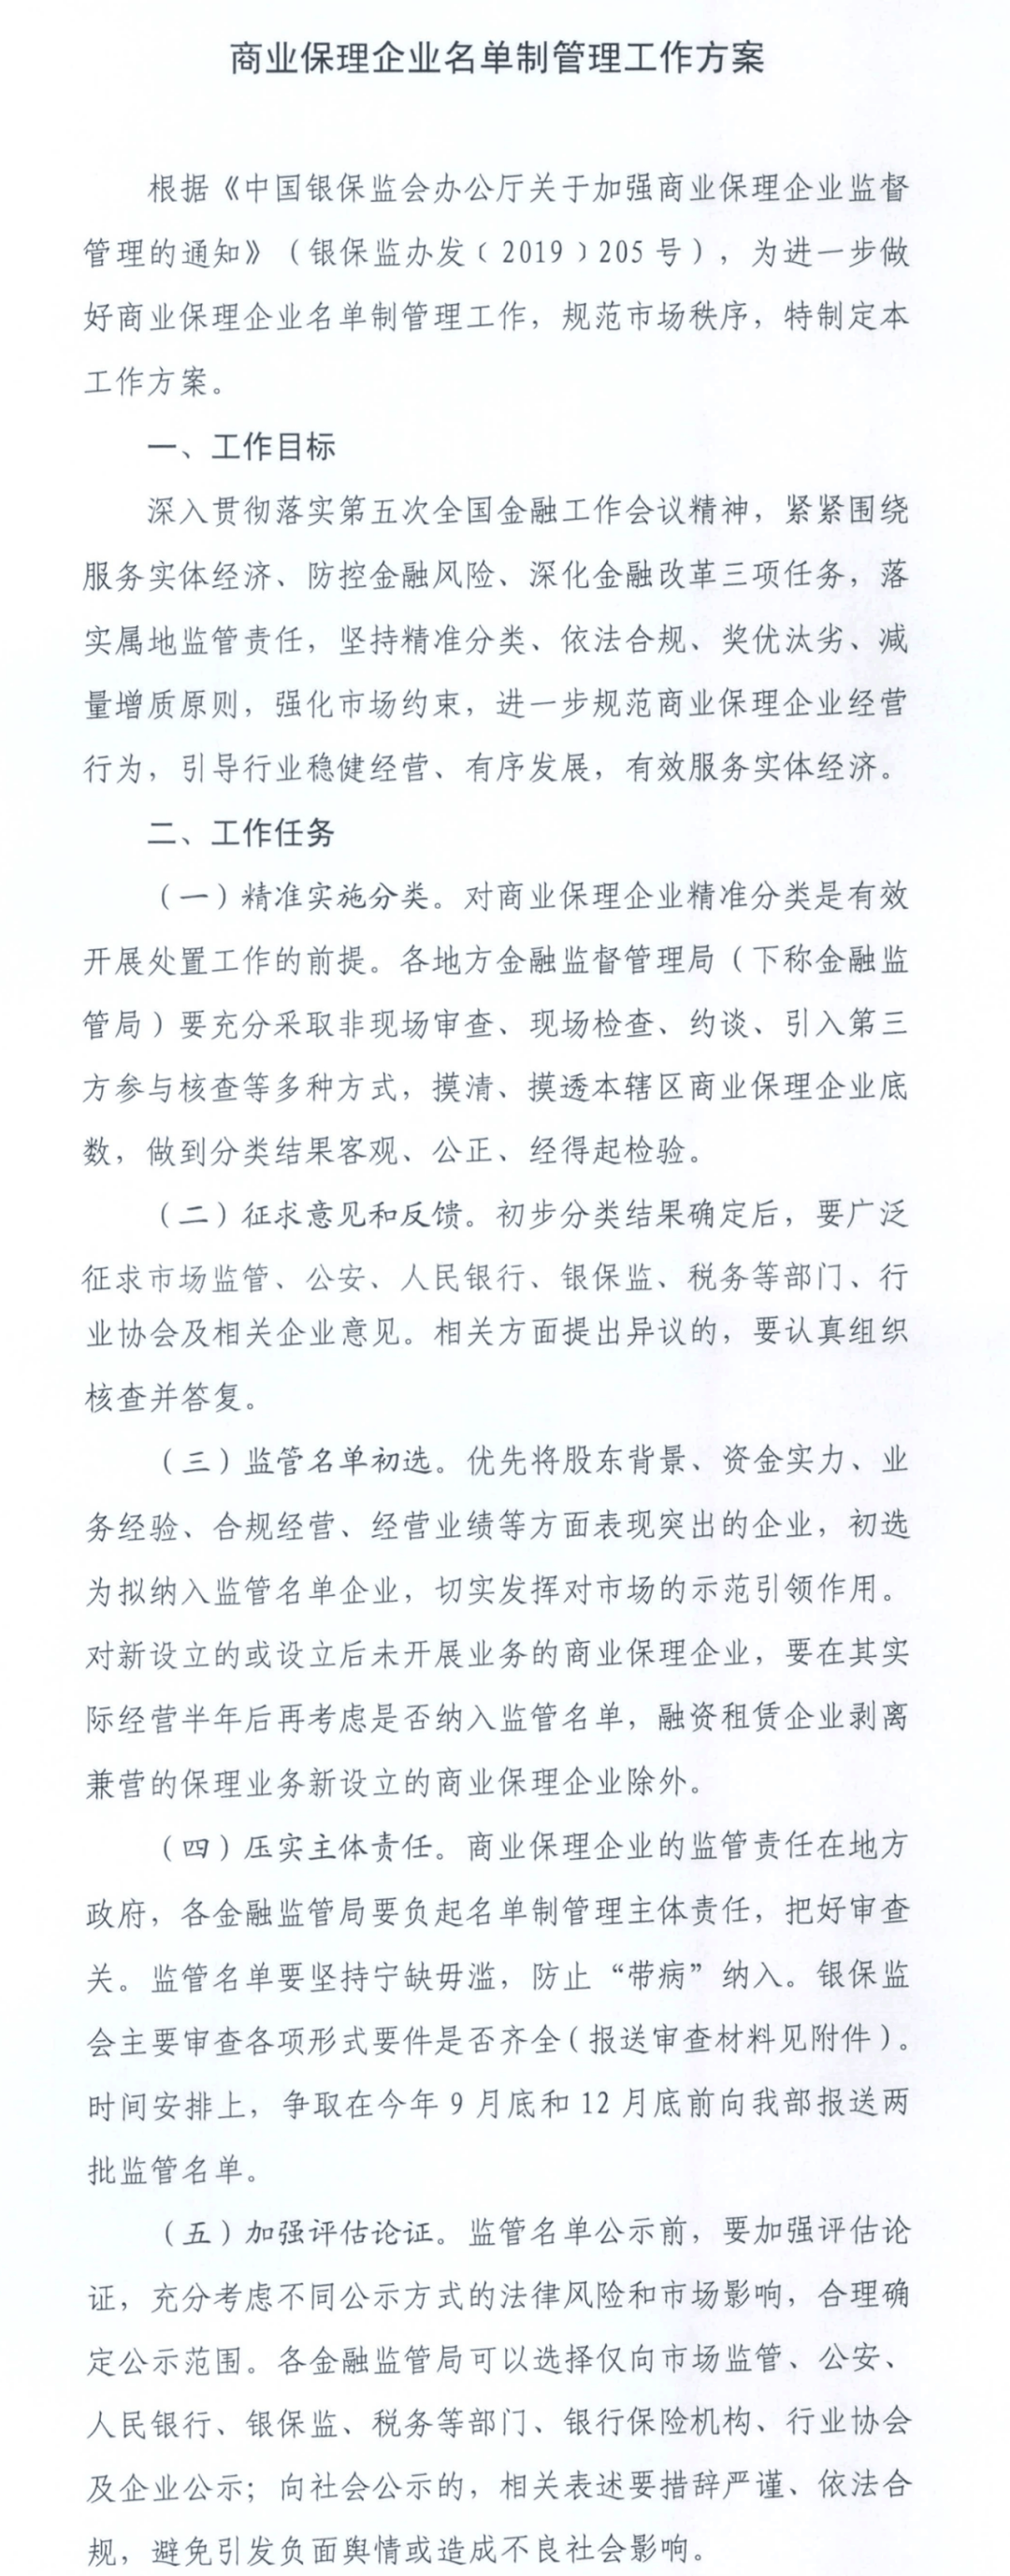 商业保理企业名单制管理工作方案
根据《中国银保监会办公厅关于加强商业保理企业监督
管理的通知》（银保监办发﹝2019﹞205号），为进一步做
好商业保理企业名单制管理工作，规范市场秩序，特制定本
工作方案。
一、工作目标
深入贯彻落实第五次全国金融工作会议精神，紧紧围绕
服务实体经济、防控金融风险、深化金融改革三项任务，落
实属地监管责任，坚持精准分类、依法合规、奖优汰劣、减
量增质原则，强化市场约束，进一步规范商业保理企业经营
行为，引导行业稳健经营、有序发展，有效服务实体经济。
二、工作任务
（一）精准实施分类。对商业保理企业精准分类是有效
开展处置工作的前提。各地方金融监督管理局（下称金融监
管局）要充分采取非现场审查、现场检查、约谈、引入第三
方参与核查等多种方式，摸清、摸透本辖区商业保理企业底
数，做到分类结果客观、公正、经得起检验。
（二）征求意见和反馈。初步分类结果确定后，要广泛
征求市场监管、公安、人民银行、银保监、税务等部门、行
业协会及相关企业意见。相关方面提出异议的，要认真组织
核查并答复。
（三）监管名单初选。优先将股东背景、资金实力、业
务经验、合规经营、经营业绩等方面表现突出的企业，初选
为拟纳入监管名单企业，切实发挥对市场的示范引领作用。
对新设立的或设立后未开展业务的商业保理企业，要在其实
际经营半年后再考虑是否纳入监管名单，融资租赁企业剥离
兼营的保理业务新设立的商业保理企业除外。
（四）压实主体责任。商业保理企业的监管责任在地方
政府，各金融监管局要负起名单制管理主体责任，把好审查
关。监管名单要坚持宁缺毋滥，防止“带病”纳入。银保监
会主要审查各项形式要件是否齐全（报送审查材料见附件）。
时间安排上，争取在今年9月底和12月底前向我部报送两
批监管名单。
（五）加强评估论证。监管名单公示前，要加强评估论
证，充分考虑不同公示方式的法律风险和市场影响，合理确
定公示范围。各金融监管局可以选择仅向市场监管、公安、
人民银行、银保监、税务等部门、银行保险机构、行业协会
及企业公示；向社会公示的，相关表述要措辞严谨、依法合
规，避免引发负面舆情或造成不良社会影响。